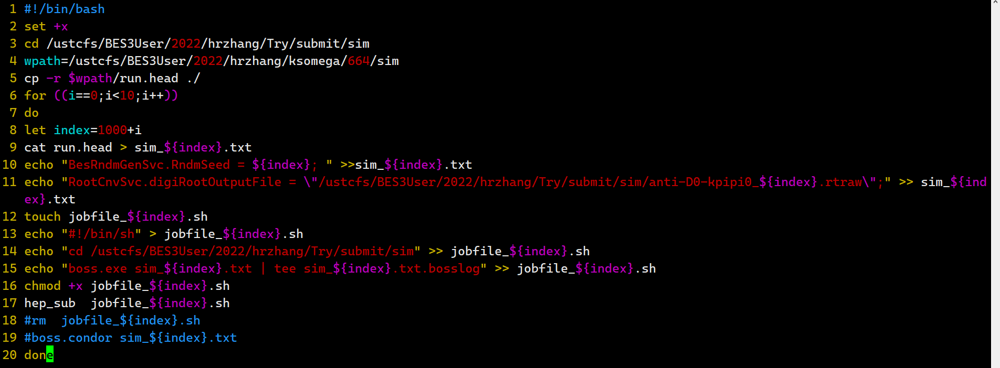 1 #!/bin/bash
2 set +x
3 cd /ustcfs/BES3User/2022/hrzhang/Try/submit/sim
4 wpath=/ustcfs/BES3User/2022/hrzhang/ksomega/664/sim
5 cp -r $wpath/run.head ./
6 for ((i==0;i<10;i++))
7 do
8 let index=1000+i
9 cat run.head > sim_${index}.txt
10 echo "BesRndmGenSvc.RndmSeed = ${index}; " >>sim_${index}.txt
11 echo "RootCnvSvc.digiRootOutputFile = \"/ustcfs/BES3User/2022/hrzhang/Try/submit/sim/anti-D0-kpipi0_${index}.rtraw\";" >> sim_${ind
ex}.txt
12 touch jobfile_${index}.sh
13 echo "#!/bin/sh" > jobfile_${index}.sh
14 echo "cd /ustcfs/BES3User/2022/hrzhang/Try/submit/sim" >> jobfile_${index}.sh
15 echo "boss.exe sim_${index}.txt | tee sim_${index}.txt.bosslog" >> jobfile_${index}.sh
16 chmod +x jobfile_${index}.sh
17 hep_sub  jobfile_${index}.sh
18 #rm  jobfile_${index}.sh
19 #boss.condor sim_${index}.txt
20 done